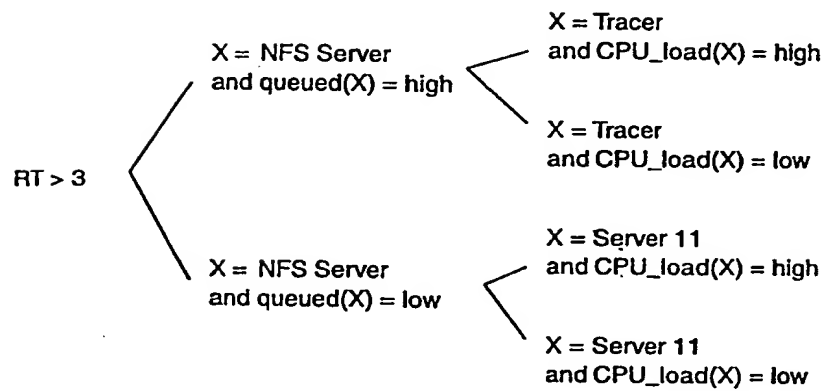 RT > 3
X = NFS Server
and queued(X) = high
X = Tracer
and CPU_load(X) = high
X = Tracer
and CPU_load(X) = low
X = NFS Server
and queued(X) = low
X = Server 11
and CPU_load(X) = high
X = Server 11
and CPU_load(X) = low